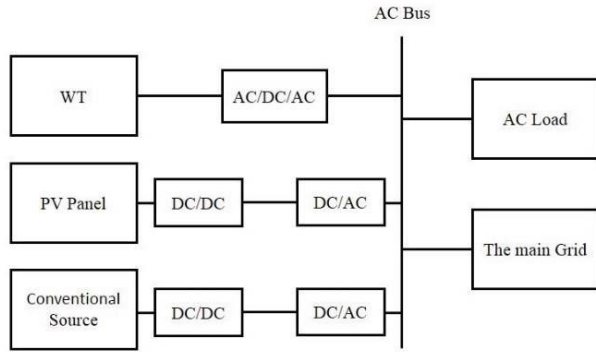 AC Bus
WT
AC/DC/AC
AC Load
PV Panel
DC/DC
DC/AC
The main Grid
Conventional
Source
DC/DC
DC/AC